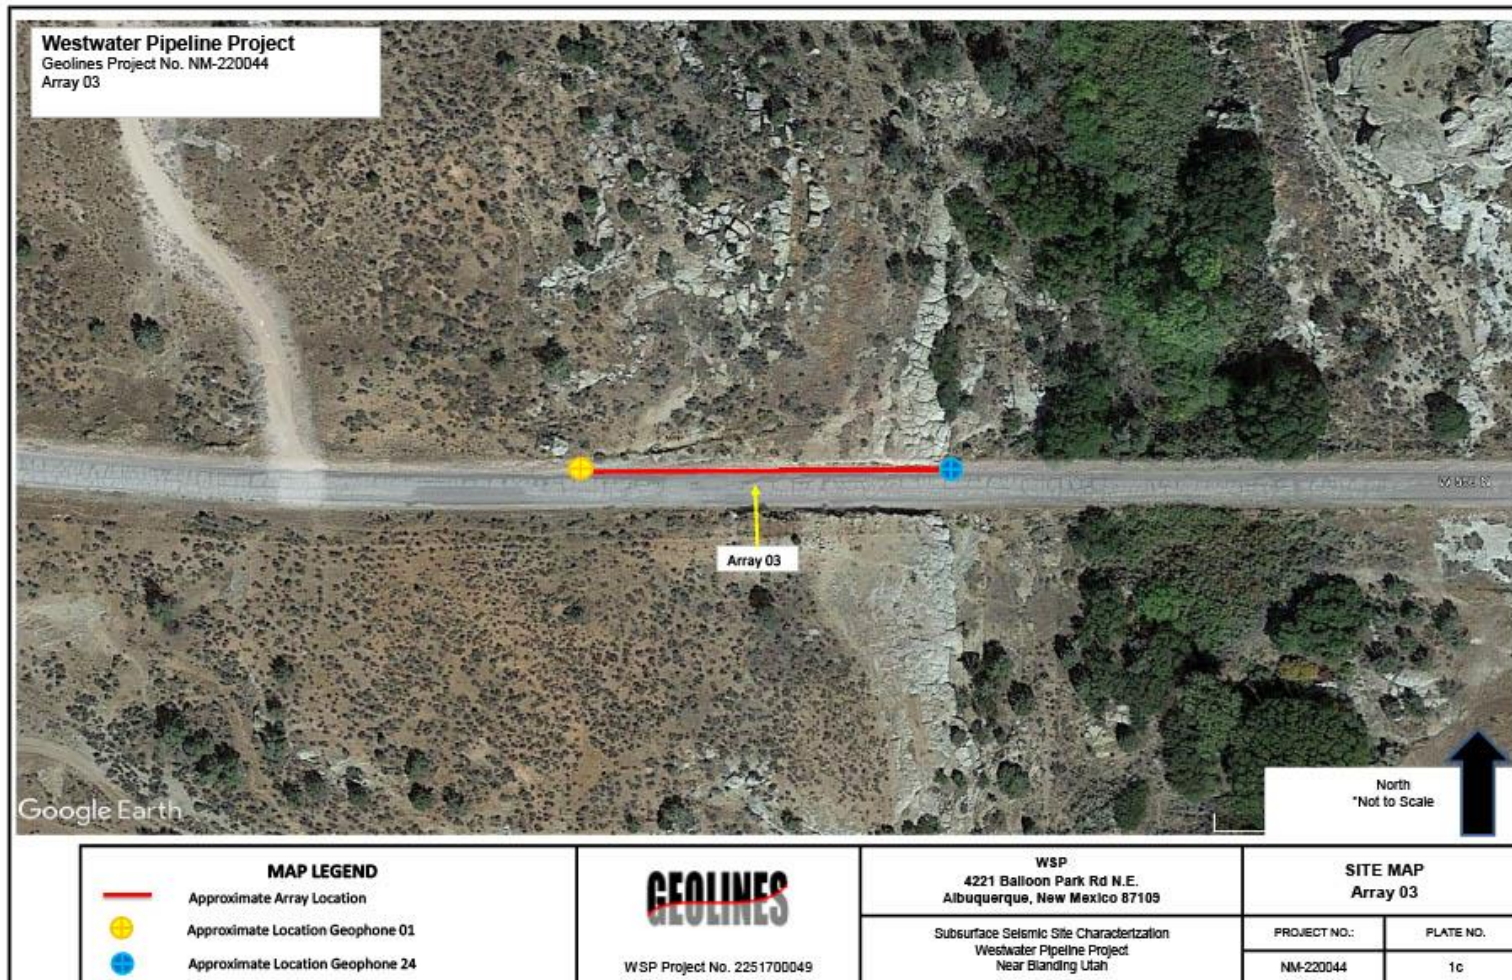 Westwater Pipeline Project
Geolines Project No. NM-220044
Array 03
Array 03
Google Earth
North
*Not to Scale
MAP LEGEND
Approximate Array Location
Approximate Location Geophone 01
Approximate Location Geophone 24
GEOLINES
WSP Project No. 2251700049
WSP
4221 Balloon Park Rd N.E.
Albuquerque, New Mexico 87109
Subsurface Seismic Site Characterization
Westwater Pipeline Project
Near Blanding Utah
SITE MAP
Array 03
PROJECT NO.:
PLATE NO.
NM-220044
1c